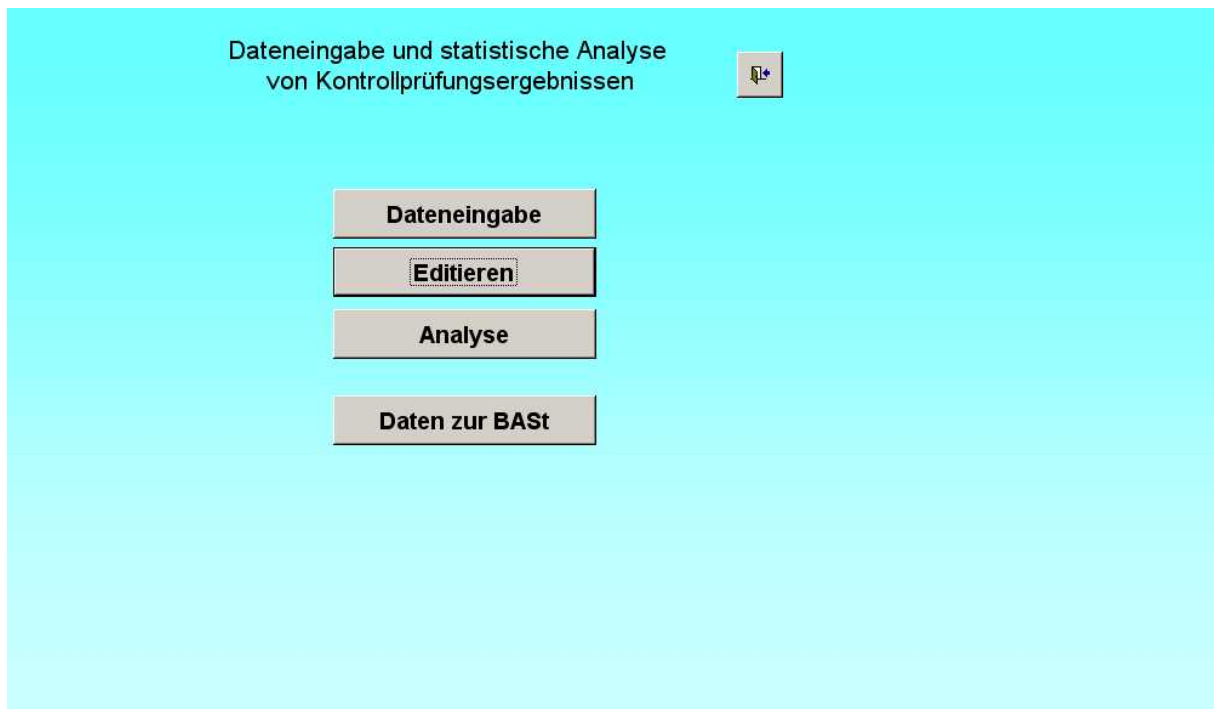 Dateneingabe und statistische Analyse
von Kontrollprüfungsergebnissen
Dateneingabe
Editieren
Analyse
Daten zur BASt